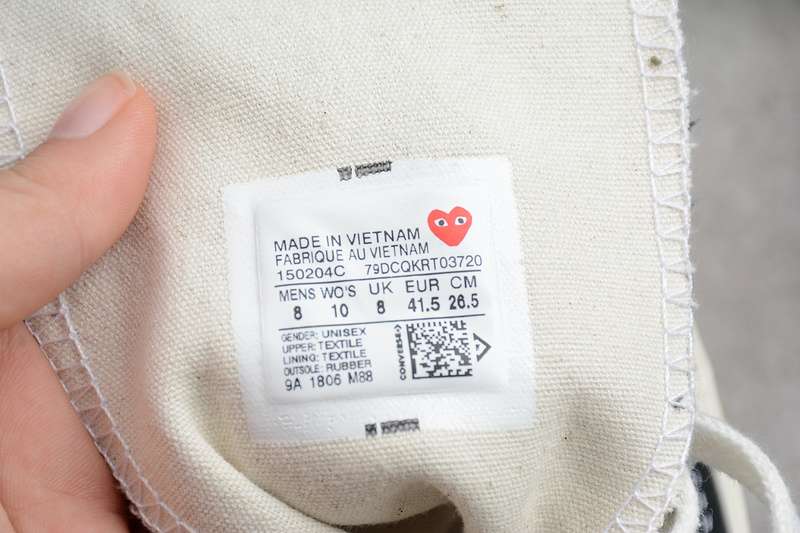 MADE IN VIETNAM
FABRIQUE AU VIETNAM
150204C 79DCQKRT03720
MENS WO'S UK EUR CM
8 10 8 41.5 26.5
GENDER: UNISEX
UPPER: TEXTILE
LINING: TEXTILE
OUTSOLE: RUBBER
9A 1806 M88
CONVERSE